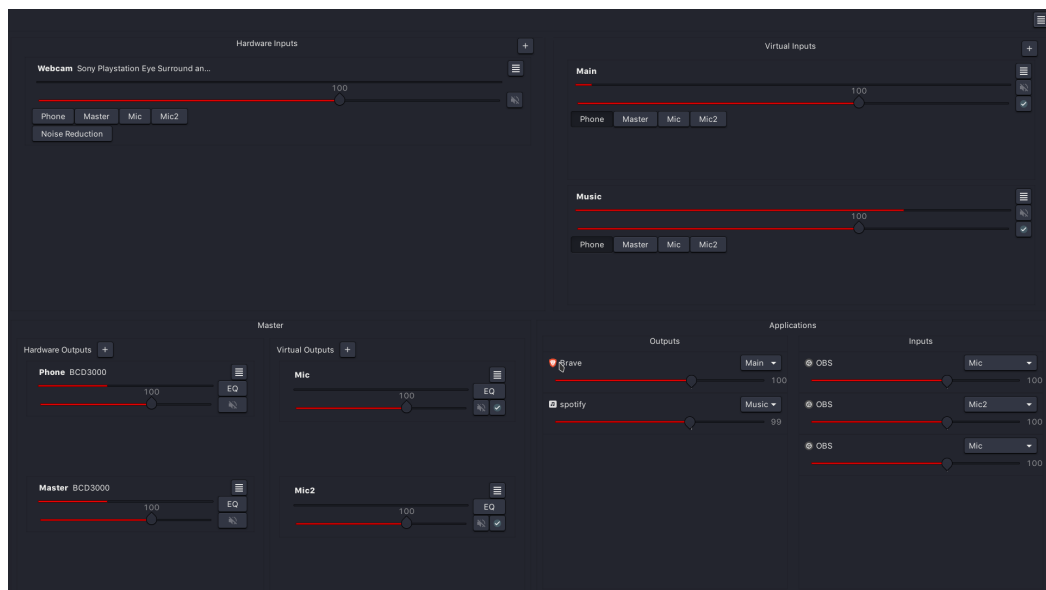 Hardware Inputs
+
Webcam Sony Playstation Eye Surround an...
100
Phone Master Mic Mic2
Noise Reduction
Virtual Inputs
+
Main
100
Phone Master Mic Mic2
Music
100
Phone Master Mic Mic2
Master
Hardware Outputs +
Phone BCD3000
EQ
100
Master BCD3000
EQ
100
Virtual Outputs +
Mic
EQ
100
Mic2
EQ
100
Applications
Outputs
Brave Main
100
spotify Music
99
Inputs
OBS Mic
100
OBS Mic2
100
OBS Mic
100